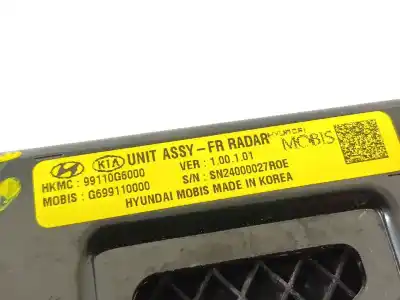 KIA UNIT ASSY-FR RADAR HYUNDAI MOBIS
HKMC : 99110G6000 VER : 1.00.1.01
MOBIS : G699110000 S/N : SN24000027R0E
HYUNDAI MOBIS MADE IN KOREA